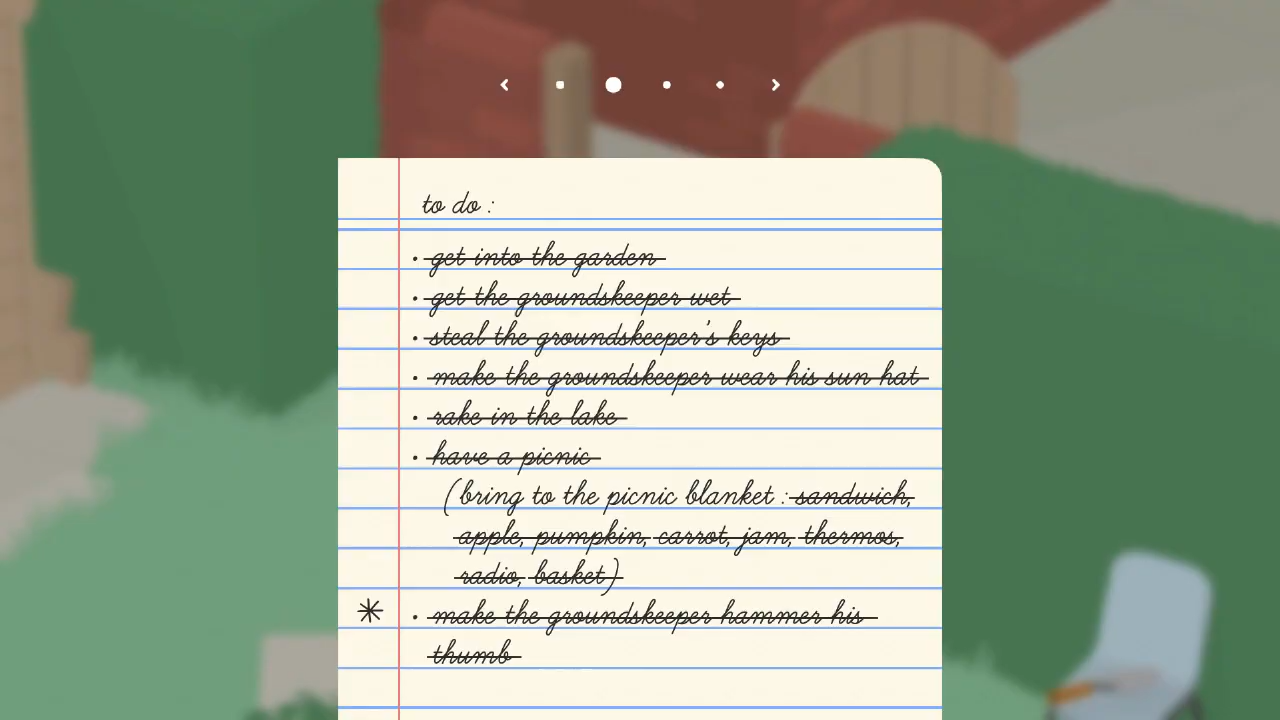 to do :
• get into the garden
• get the groundskeeper wet
• steal the groundskeeper's keys
• make the groundskeeper wear his sun hat
• rake in the lake
• have a picnic
(bring to the picnic blanket : sandwich,
apple, pumpkin, carrot, jam, thermos,
radio, basket)
• make the groundskeeper hammer his
thumb